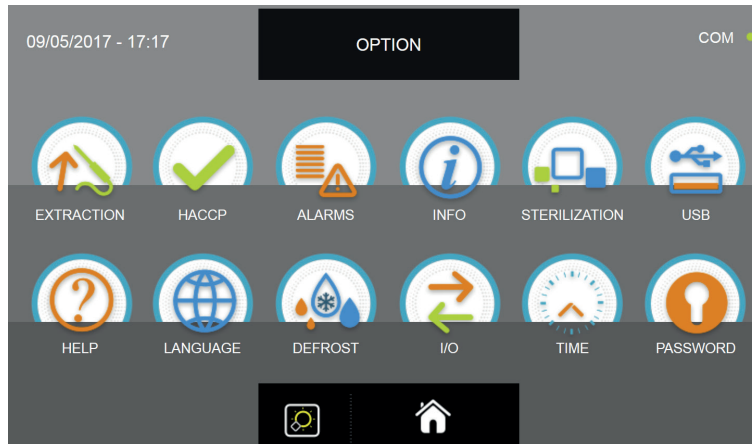 09/05/2017 - 17:17
OPTION
COM
EXTRACTION
HACCP
ALARMS
INFO
STERILIZATION
USB
HELP
LANGUAGE
DEFROST
I/O
TIME
PASSWORD